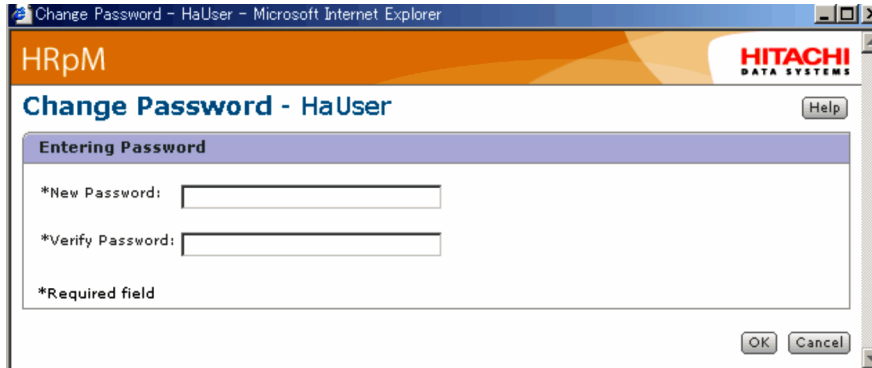 Change Password - HaUser - Microsoft Internet Explorer
HRpM
HITACHI
DATA SYSTEMS
Change Password - HaUser
Help
Entering Password
*New Password:
*Verify Password:
*Required field
OK Cancel